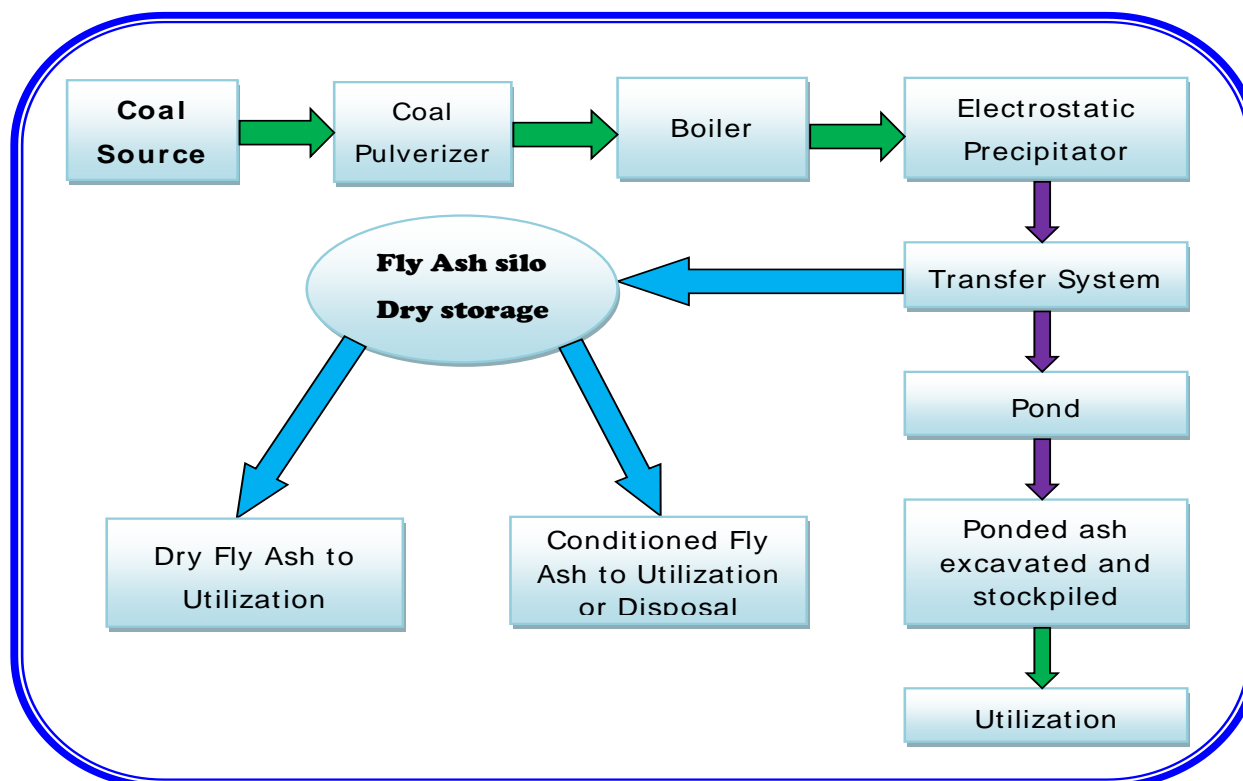 Coal
Source
Coal
Pulverizer
Boiler
Electrostatic
Precipitator
Fly Ash silo
Dry storage
Transfer System
Pond
Dry Fly Ash to
Utilization
Conditioned Fly
Ash to Utilization
or Disposal
Ponded ash
excavated and
stockpiled
Utilization